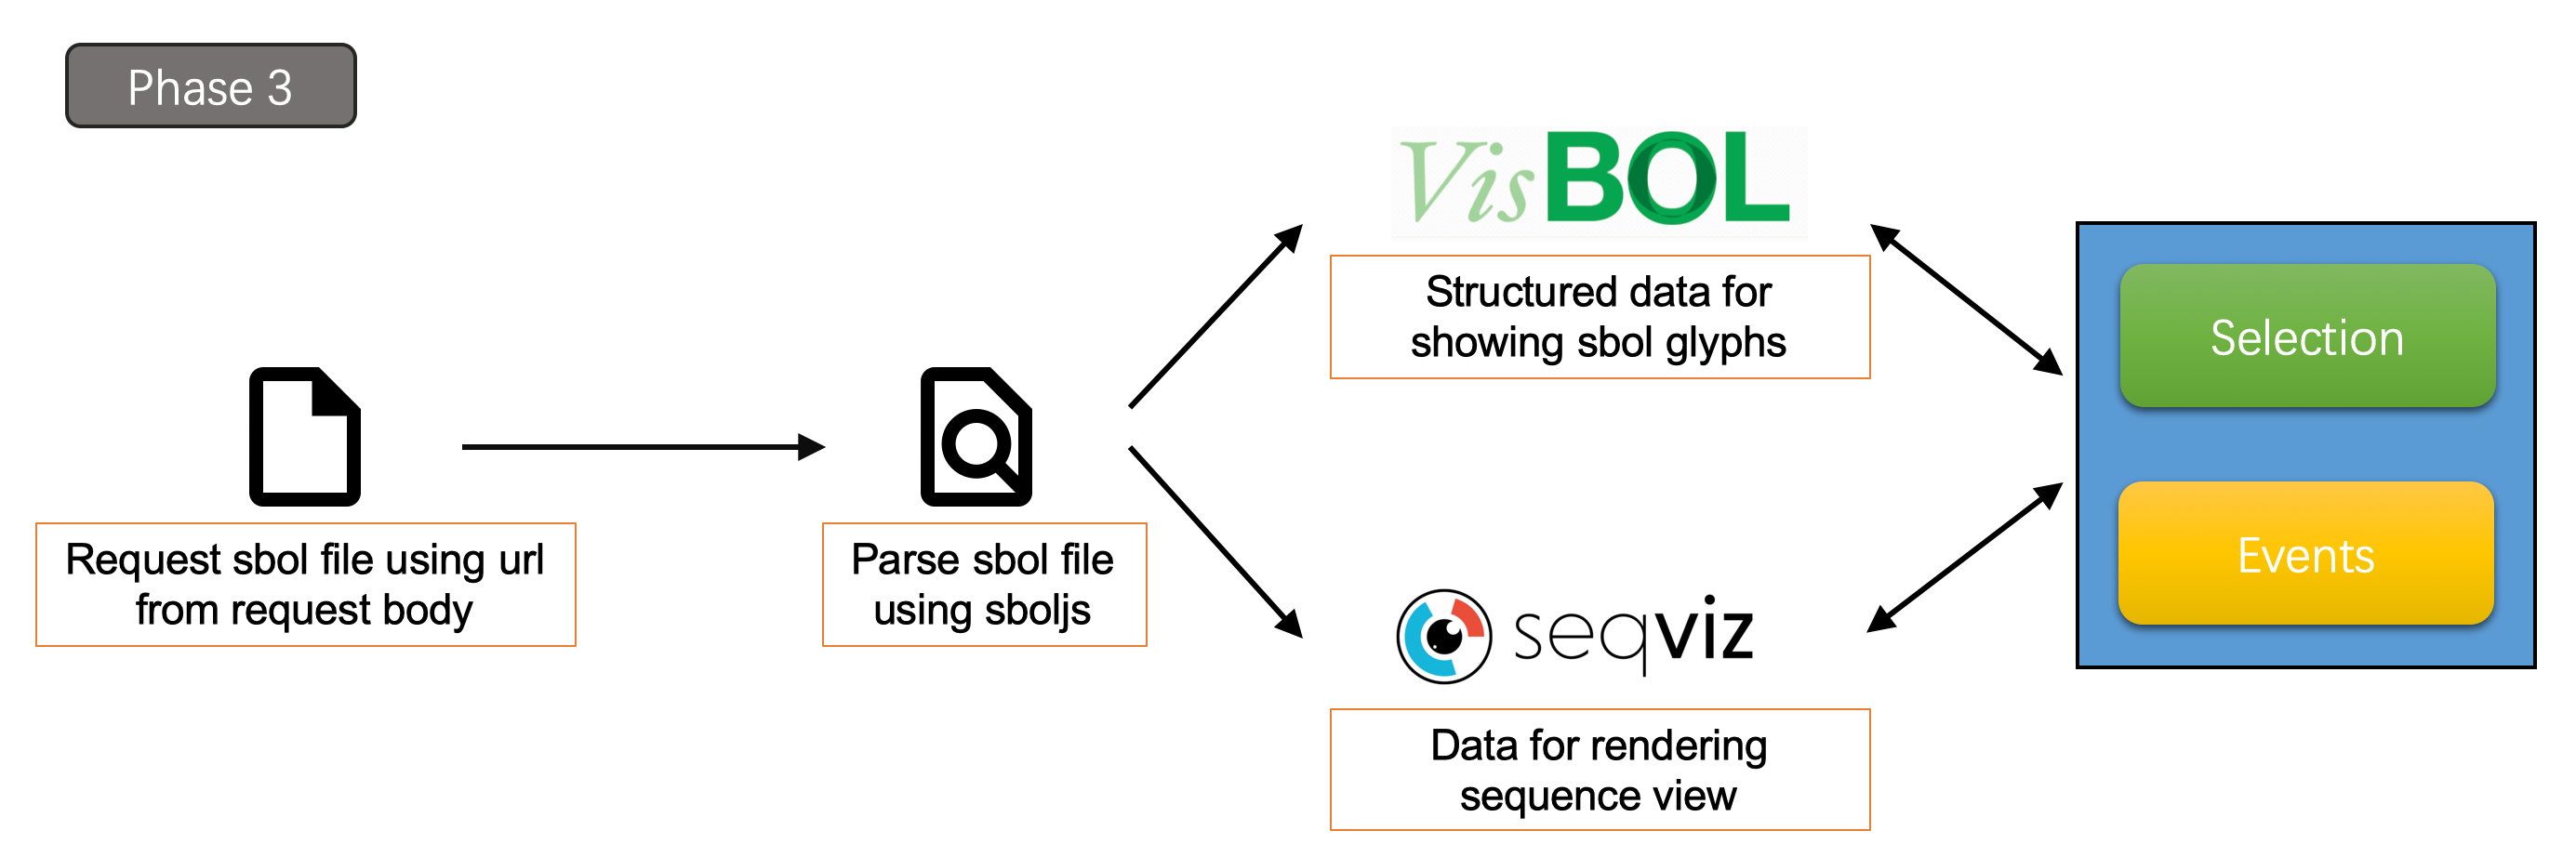 Phase 3
VisBOL
Structured data for
showing sbol glyphs
Selection
Request sbol file using url
from request body
Parse sbol file
using sboljs
Events
seqviz
Data for rendering
sequence view